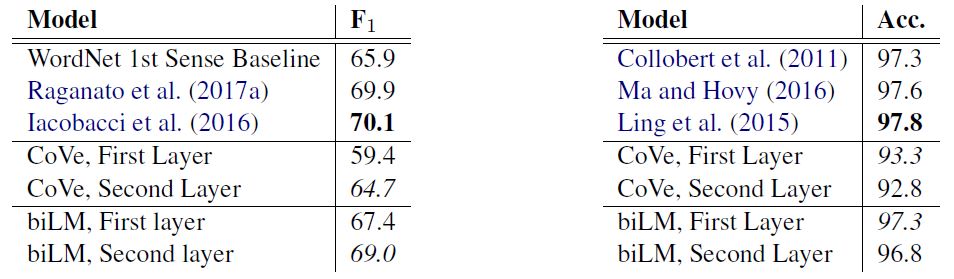 Model F1
WordNet 1st Sense Baseline 65.9
Raganato et al. (2017a) 69.9
Iacobacci et al. (2016) 70.1
CoVe, First Layer 59.4
CoVe, Second Layer 64.7
biLM, First layer 67.4
biLM, Second layer 69.0
Model Acc.
Collobert et al. (2011) 97.3
Ma and Hovy (2016) 97.6
Ling et al. (2015) 97.8
CoVe, First Layer 93.3
CoVe, Second Layer 92.8
biLM, First Layer 97.3
biLM, Second Layer 96.8